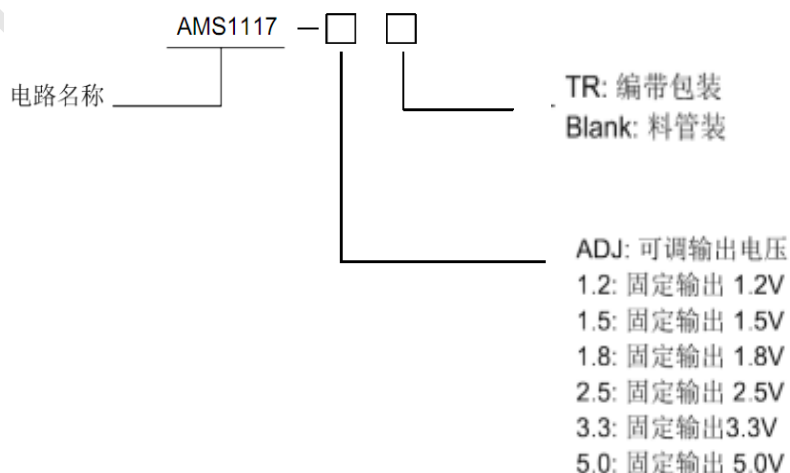 AMS1117 – □ □
电路名称
TR: 编带包装
Blank: 料管装
ADJ: 可调输出电压
1.2: 固定输出 1.2V
1.5: 固定输出 1.5V
1.8: 固定输出 1.8V
2.5: 固定输出 2.5V
3.3: 固定输出3.3V
5.0: 固定输出 5.0V